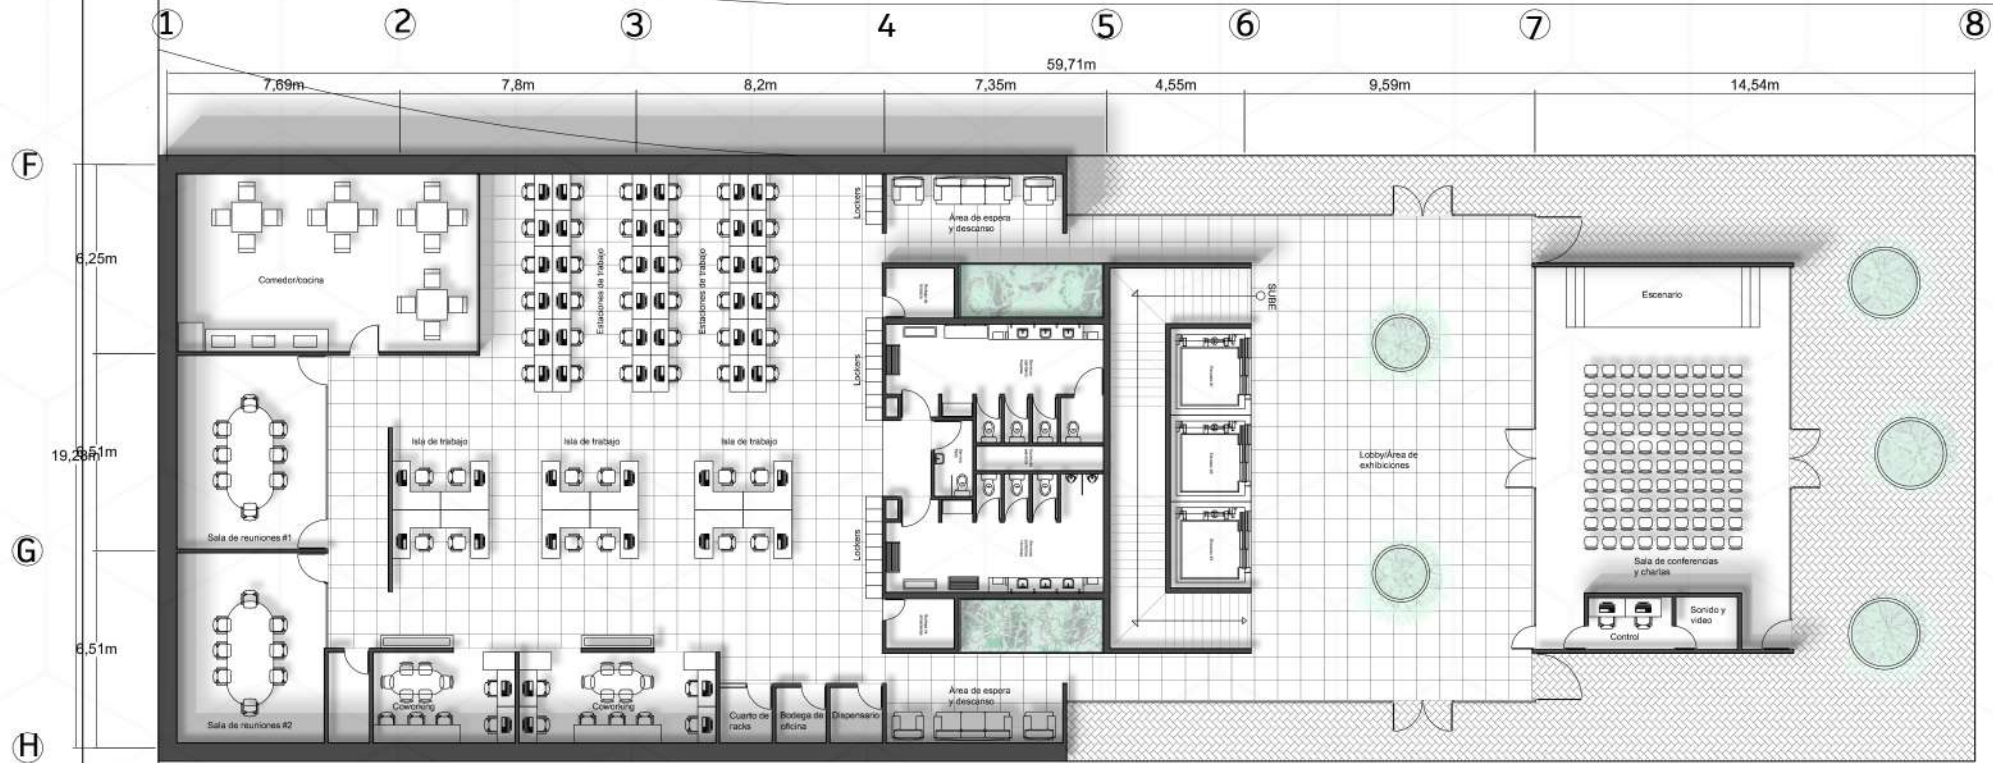 1
2
3
4
5
6
7
8
59,71m
7,69m
7,8m
8,2m
7,35m
4,55m
9,59m
14,54m
F
G
H
6,25m
6,51m
19,28m
6,51m
Comedor/cocina
Estaciones de trabajo
Estaciones de trabajo
Lockers
Lockers
Lockers
Área de espera
y descanso
SUBE
Escenario
Isla de trabajo
Isla de trabajo
Isla de trabajo
Lobby/Área de
exhibiciones
Sala de reuniones #1
Sala de conferencias
y charlas
Control
Sonido y
video
Sala de reuniones #2
Coworking
Coworking
Cuarto de
racks
Bodega de
oficina
Dispensario
Área de espera
y descanso